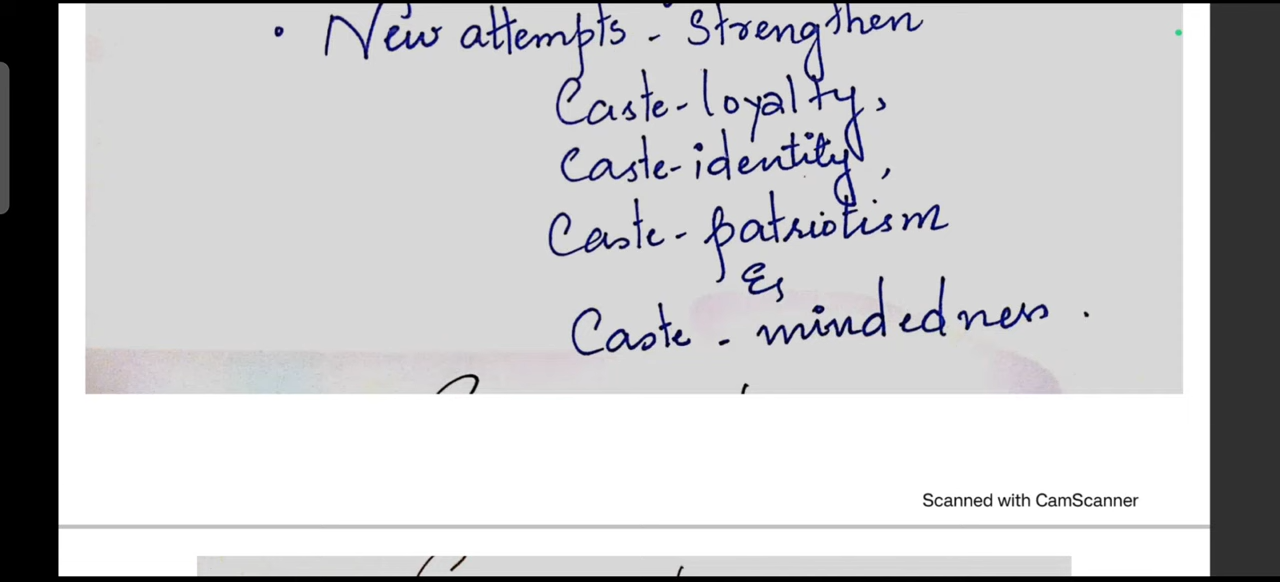 • New attempts - Strengthen
Caste-loyalty,
Caste-identity,
Caste-patriotism
&
Caste-mindedness.
Scanned with CamScanner